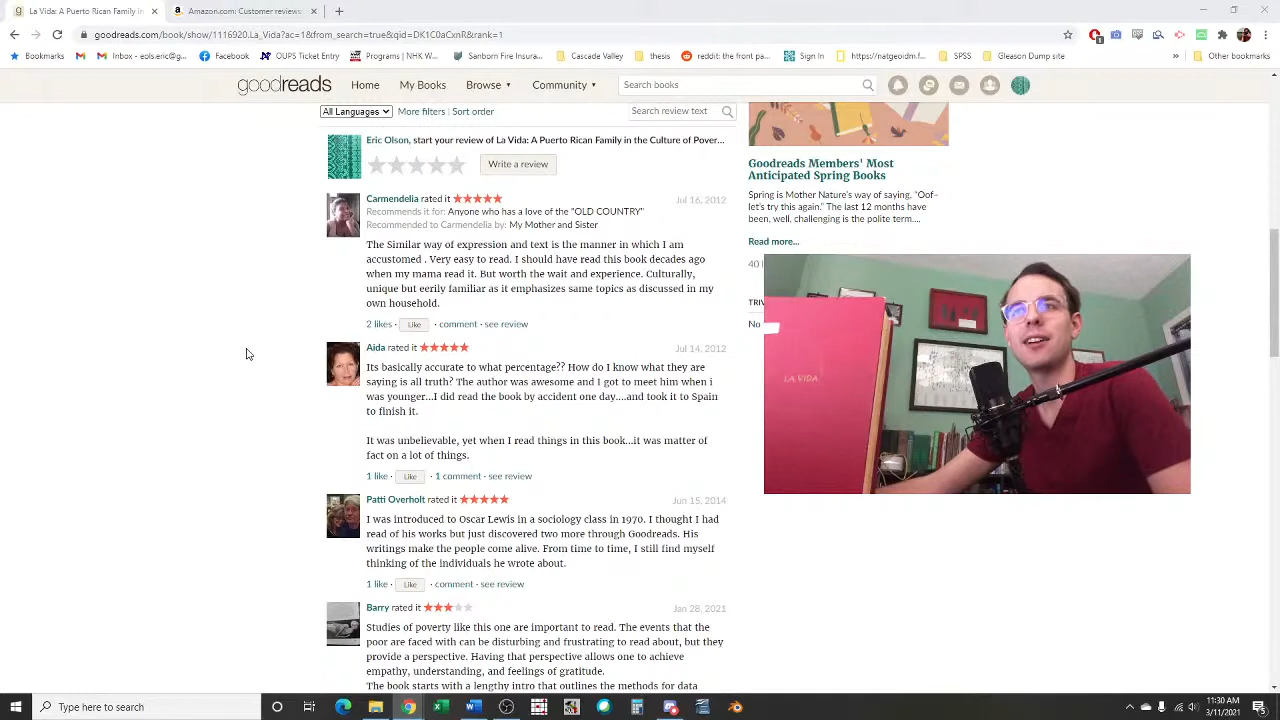 La Vida: A Puerto Rican Family in
Amazon.com: Customer reviews:
goodreads.com/book/show/1116920.La_Vida?ac=1&from_search=true&qid=DK1C0aCxnR&rank=1
Bookmarks
Inbox - eols.eric@g...
Facebook
OUPS Ticket Entry
Programs | NHK W...
Sanborn Fire Insura...
Cascade Valley
thesis
reddit: the front pa...
Sign In
https://natgeoidm.c...
SPSS
Gleason Dump site
»
Other bookmarks
goodreads
Home
My Books
Browse
Community
Search books
All Languages
More filters | Sort order
Search review text
Eric Olson, start your review of La Vida: A Puerto Rican Family in the Culture of Pover...
Write a review
Carmendelia rated it
Jul 16, 2012
Recommends it for: Anyone who has a love of the "OLD COUNTRY"
Recommended to Carmendelia by: My Mother and Sister
The Similar way of expression and text is the manner in which I am
accustomed . Very easy to read. I should have read this book decades ago
when my mama read it. But worth the wait and experience. Culturally,
unique but eerily familiar as it emphasizes same topics as discussed in my
own household.
2 likes · Like · comment · see review
Aida rated it
Jul 14, 2012
Its basically accurate to what percentage?? How do I know what they are
saying is all truth? The author was awesome and I got to meet him when i
was younger...I did read the book by accident one day....and took it to Spain
to finish it.
It was unbelievable, yet when I read things in this book...it was matter of
fact on a lot of things.
1 like · Like · 1 comment · see review
Patti Overholt rated it
Jun 15, 2014
I was introduced to Oscar Lewis in a sociology class in 1970. I thought I had
read of his works but just discovered two more through Goodreads. His
writings make the people come alive. From time to time, I still find myself
thinking of the individuals he wrote about.
1 like · Like · comment · see review
Barry rated it
Jan 28, 2021
Studies of poverty like this one are important to read. The events that the
poor are faced with can be disturbing and frustrating to read about, but they
provide a perspective. Having that perspective allows one to achieve
empathy, understanding, and feelings of gratitude.
The book starts with a lengthy intro that outlines the methods for data
Goodreads Members' Most
Anticipated Spring Books
Spring is Mother Nature's way of saying, “Oof–
let's try this again.” The last 12 months have
been, well, challenging is the polite term....
Read more...
40 l
TRIV
No
LA VIDA
Type here to search
11:30 AM
3/11/2021